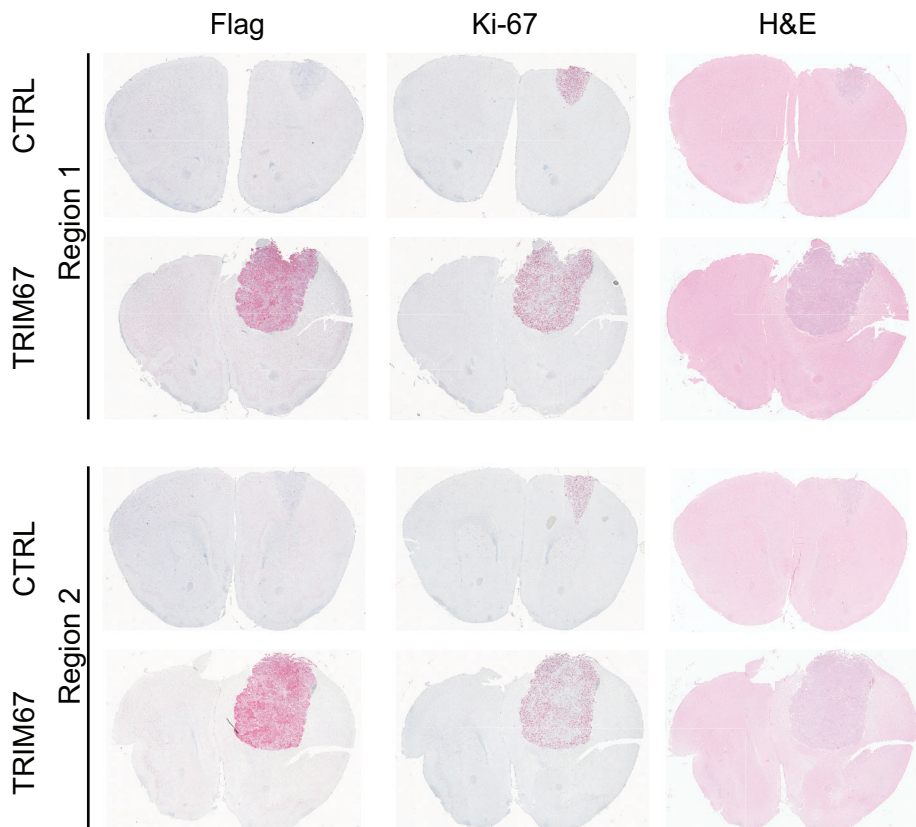 Flag
Ki-67
H&E
Region 1
CTRL
TRIM67
Region 2
CTRL
TRIM67